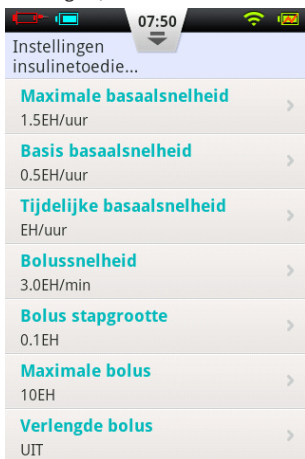 07:50
Instellingen
insulinetoedie...
Maximale basaalsnelheid
1.5EH/uur
Basis basaalsnelheid
0.5EH/uur
Tijdelijke basaalsnelheid
EH/uur
Bolussnelheid
3.0EH/min
Bolus stapgrootte
0.1EH
Maximale bolus
10EH
Verlengde bolus
UIT